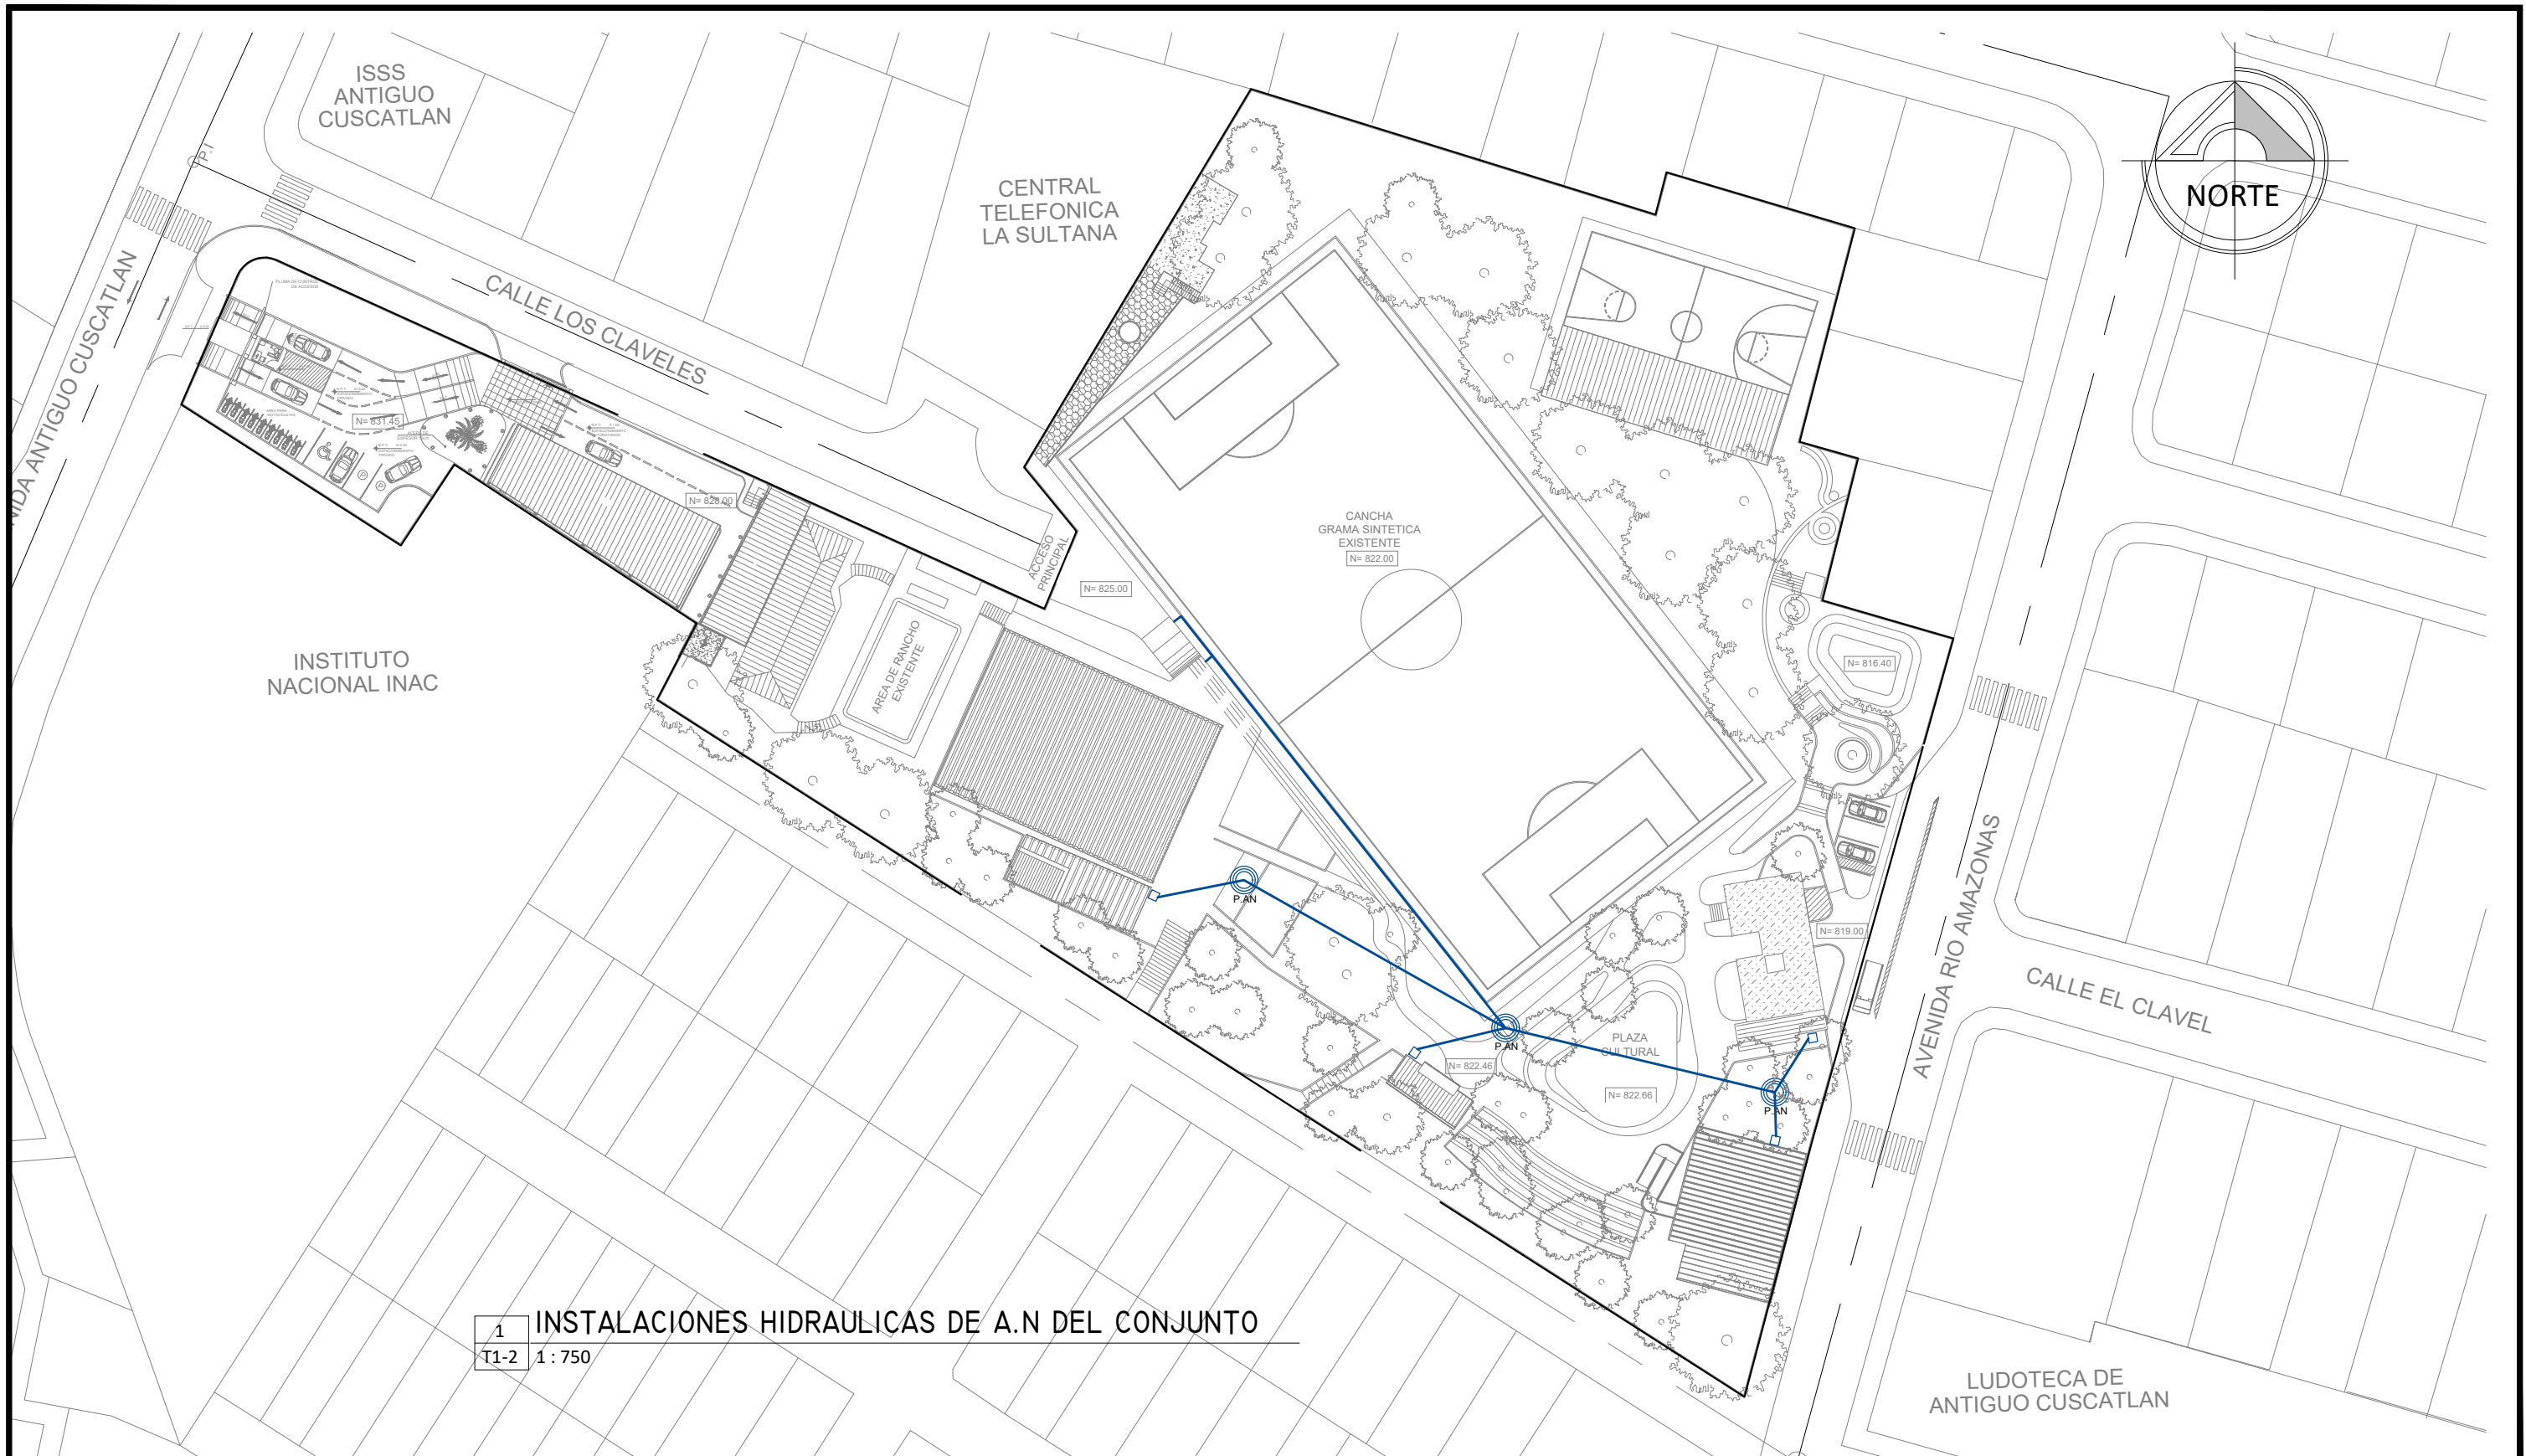 ISSS
ANTIGUO
CUSCATLAN
P.I
CENTRAL
TELEFONICA
LA SULTANA
NORTE
CALLE LOS CLAVELES
NIDA ANTIGUO CUSCATLAN
N= 831.45
N= 828.00
ACCESO
PRINCIPAL
N= 825.00
CANCHA
GRAMA SINTETICA
EXISTENTE
N= 822.00
AREA DE RANCHO
EXISTENTE
INSTITUTO
NACIONAL INAC
N= 816.40
P.AN
P.AN
P.AN
N= 819.00
AVENIDA RIO AMAZONAS
CALLE EL CLAVEL
PLAZA
CULTURAL
N= 822.46
N= 822.66
1
T1-2
INSTALACIONES HIDRAULICAS DE A.N DEL CONJUNTO
1 : 750
LUDOTECA DE
ANTIGUO CUSCATLAN